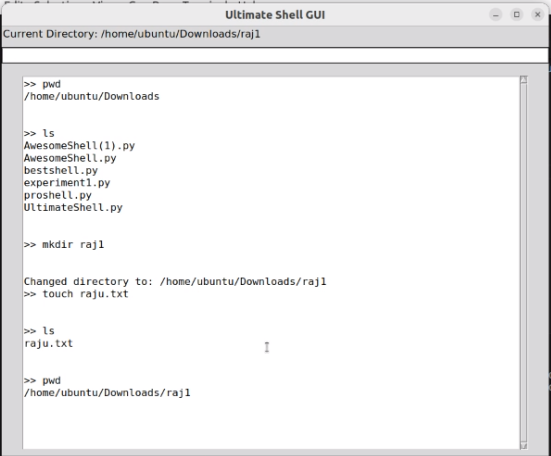 Ultimate Shell GUI
Current Directory: /home/ubuntu/Downloads/raj1
>> pwd
/home/ubuntu/Downloads
>> ls
AwesomeShell(1).py
AwesomeShell.py
bestshell.py
experiment1.py
proshell.py
UltimateShell.py
>> mkdir raj1
Changed directory to: /home/ubuntu/Downloads/raj1
>> touch raju.txt
>> ls
raju.txt
>> pwd
/home/ubuntu/Downloads/raj1